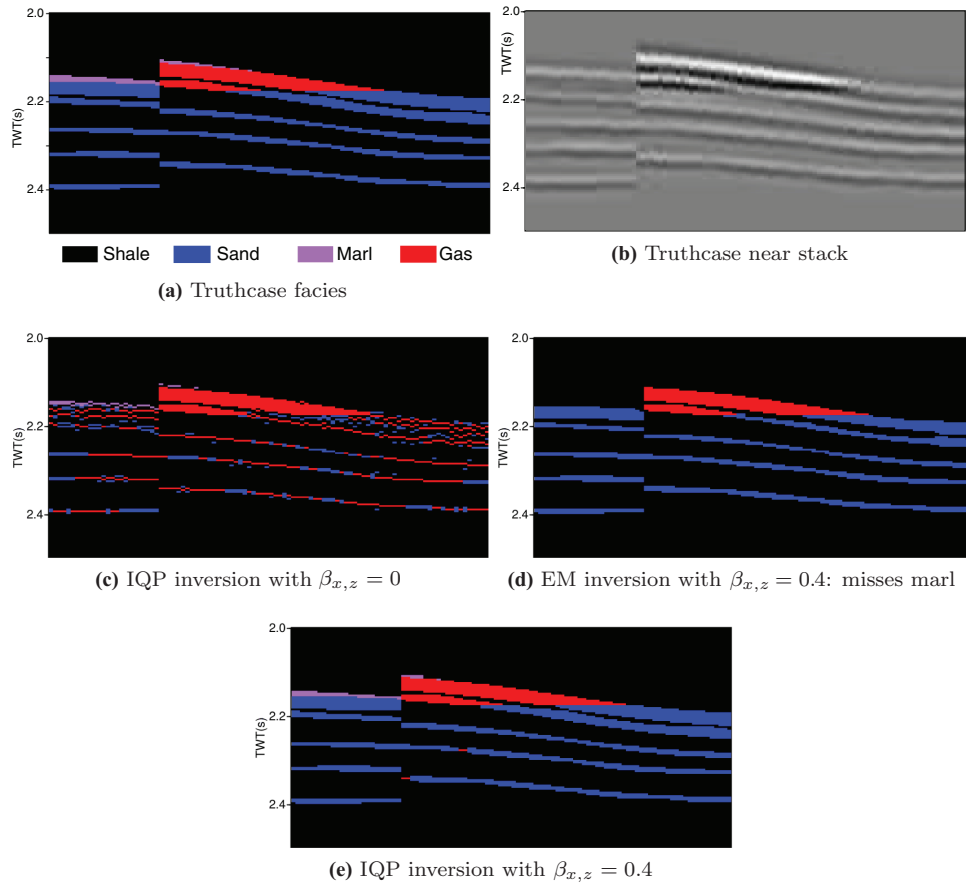 2.0
TWT(s)
2.2
2.4
Shale Sand Marl Gas
(a) Truthcase facies
2.0
TWT(s)
2.2
2.4
(b) Truthcase near stack
2.0
TWT(s)
2.2
2.4
(c) IQP inversion with βx,z = 0
2.0
TWT(s)
2.2
2.4
(d) EM inversion with βx,z = 0.4: misses marl
2.0
TWT(s)
2.2
2.4
(e) IQP inversion with βx,z = 0.4